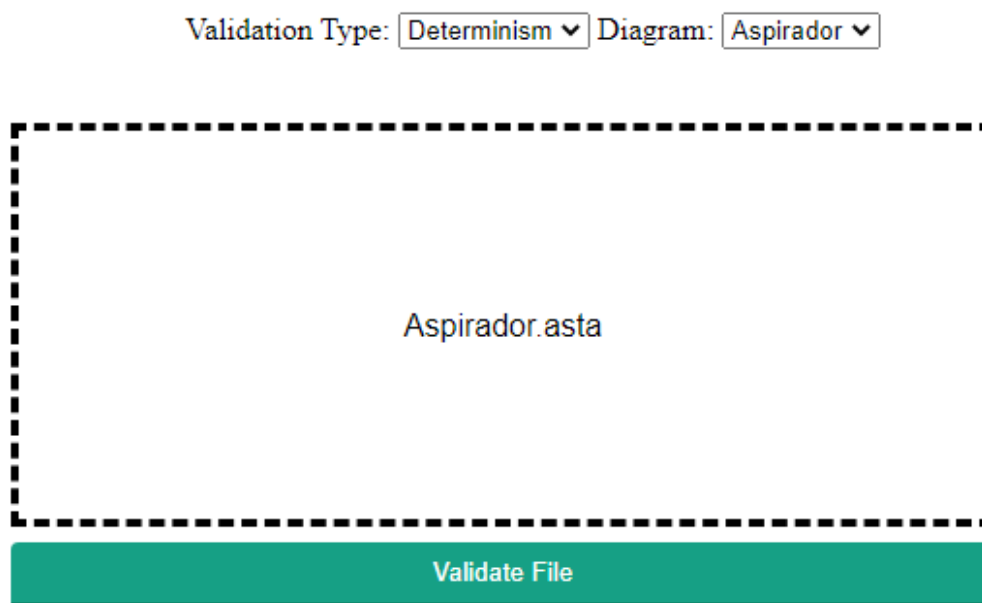 Validation Type: Determinism Diagram: Aspirador
Aspirador.asta
Validate File